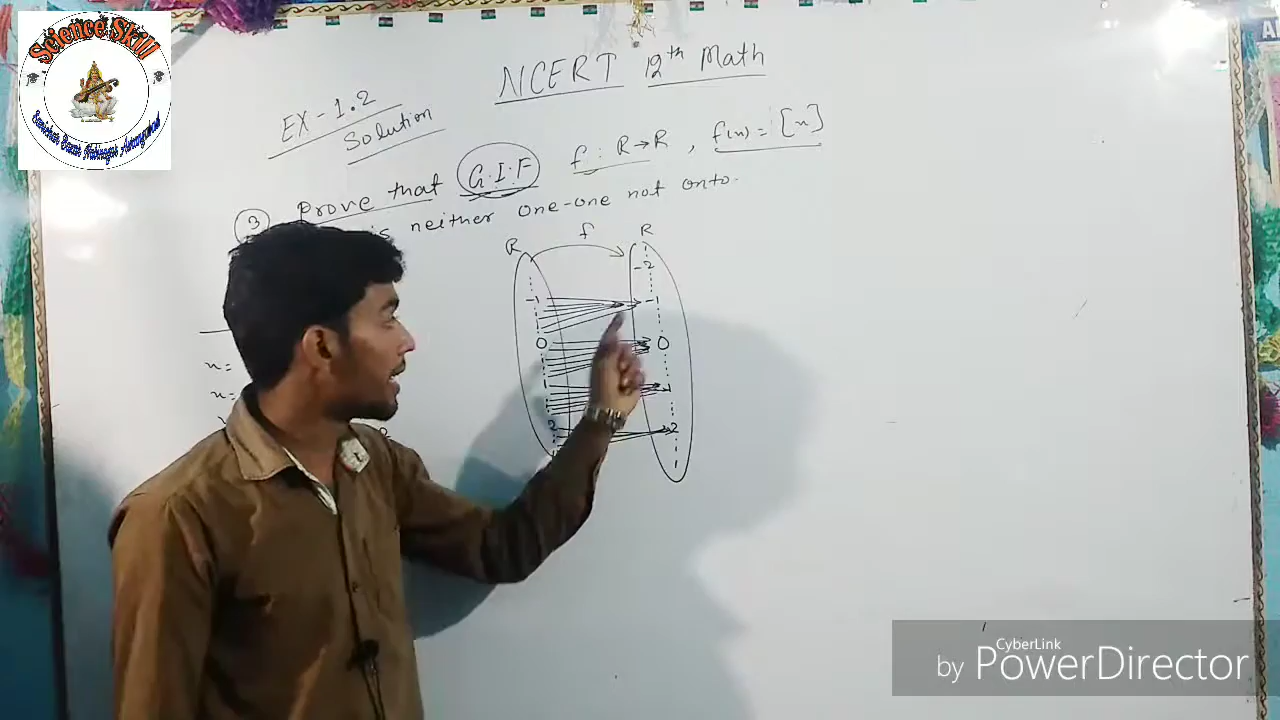 Science Skill
NCERT 12th Math
EX-1.2
Solution
3 Prove that G.I.F f : R→R , f(x) = [x]
is neither one-one not onto.
R f R
-2
-1 -1
0 0
2 2
CyberLink
by PowerDirector